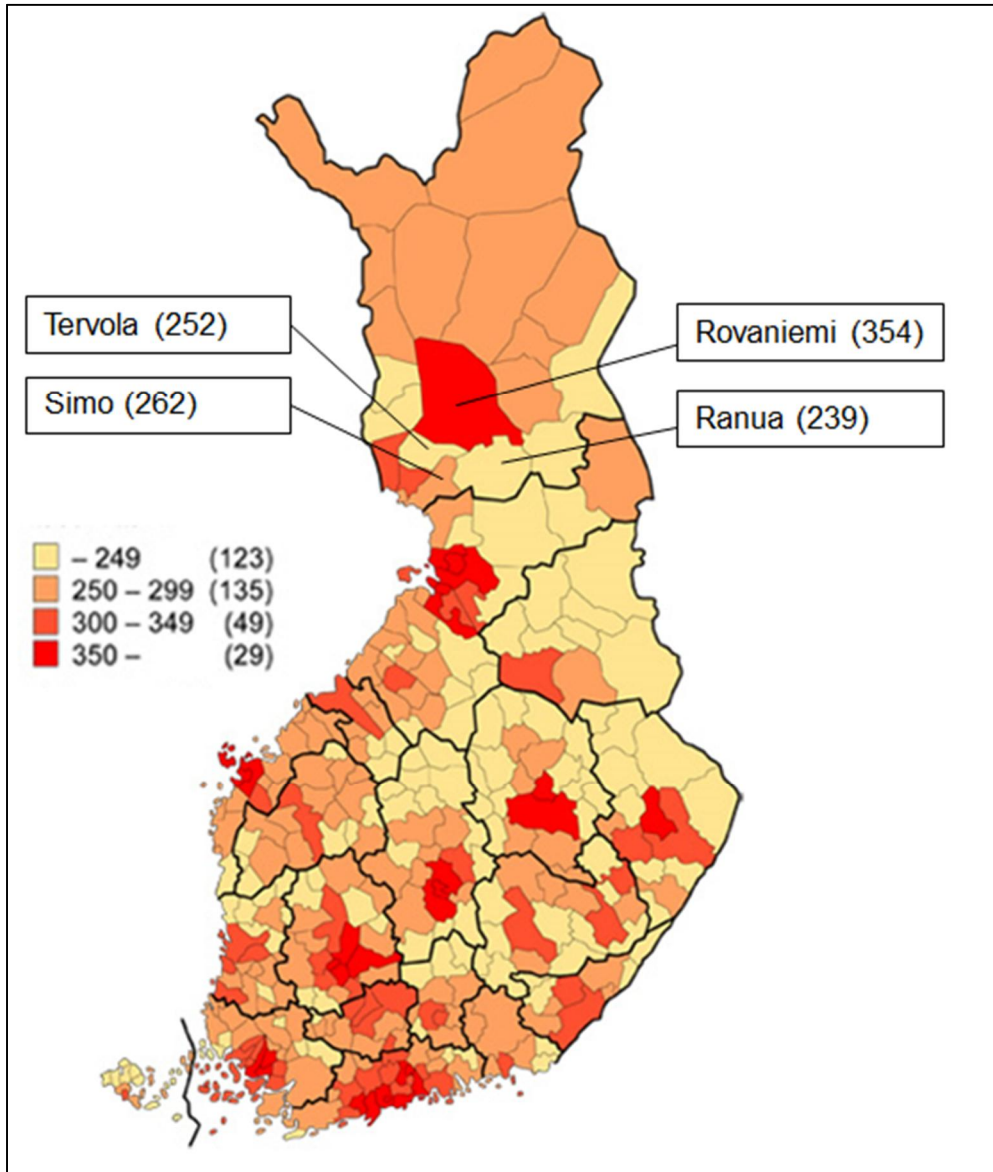 Tervola (252)
Rovaniemi (354)
Simo (262)
Ranua (239)
– 249 (123)
250 – 299 (135)
300 – 349 (49)
350 – (29)